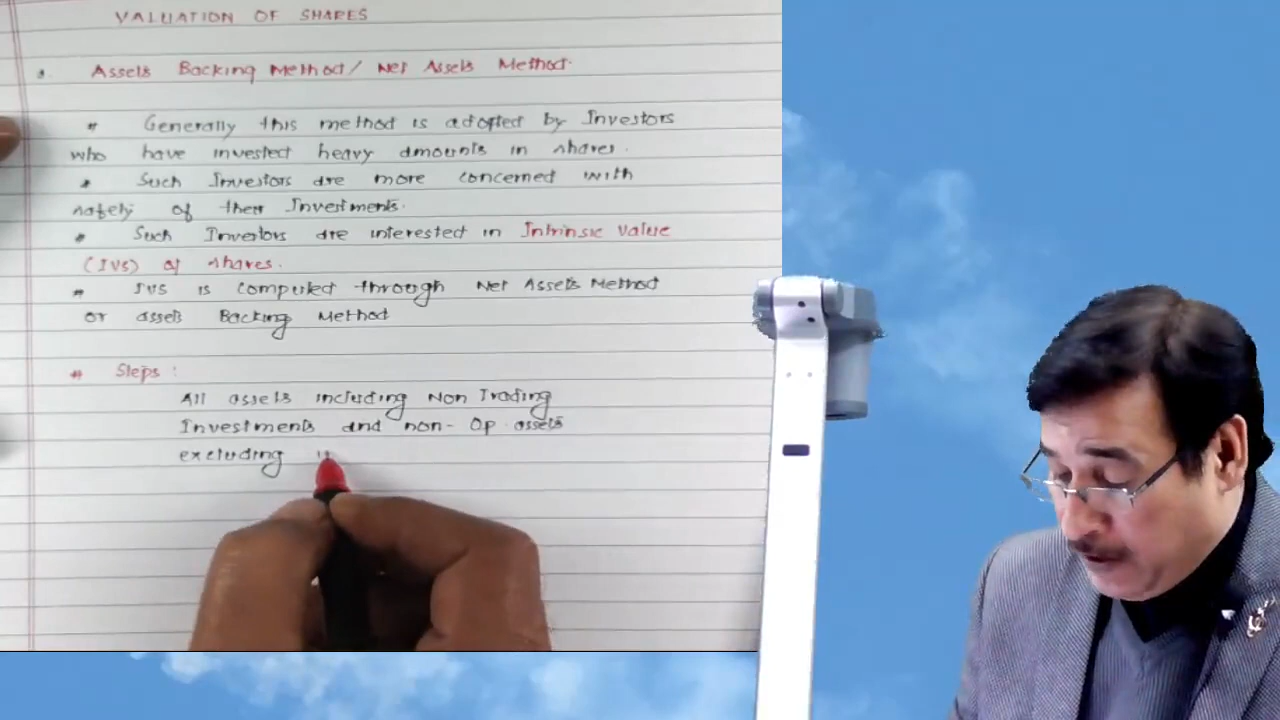 VALUATION OF SHARES
Assets Backing Method/ Net Assets Method.
* Generally this method is adopted by Investors
who have invested heavy amounts in shares.
* Such Investors are more concerned with
safety of their Investments.
* Such Investors are interested in Intrinsic value
(IVS) of shares.
* IVS is computed through Net Assets Method
or assets Backing Method
* Steps :
All assets including Non Trading
Investments and non-Op. assets
excluding